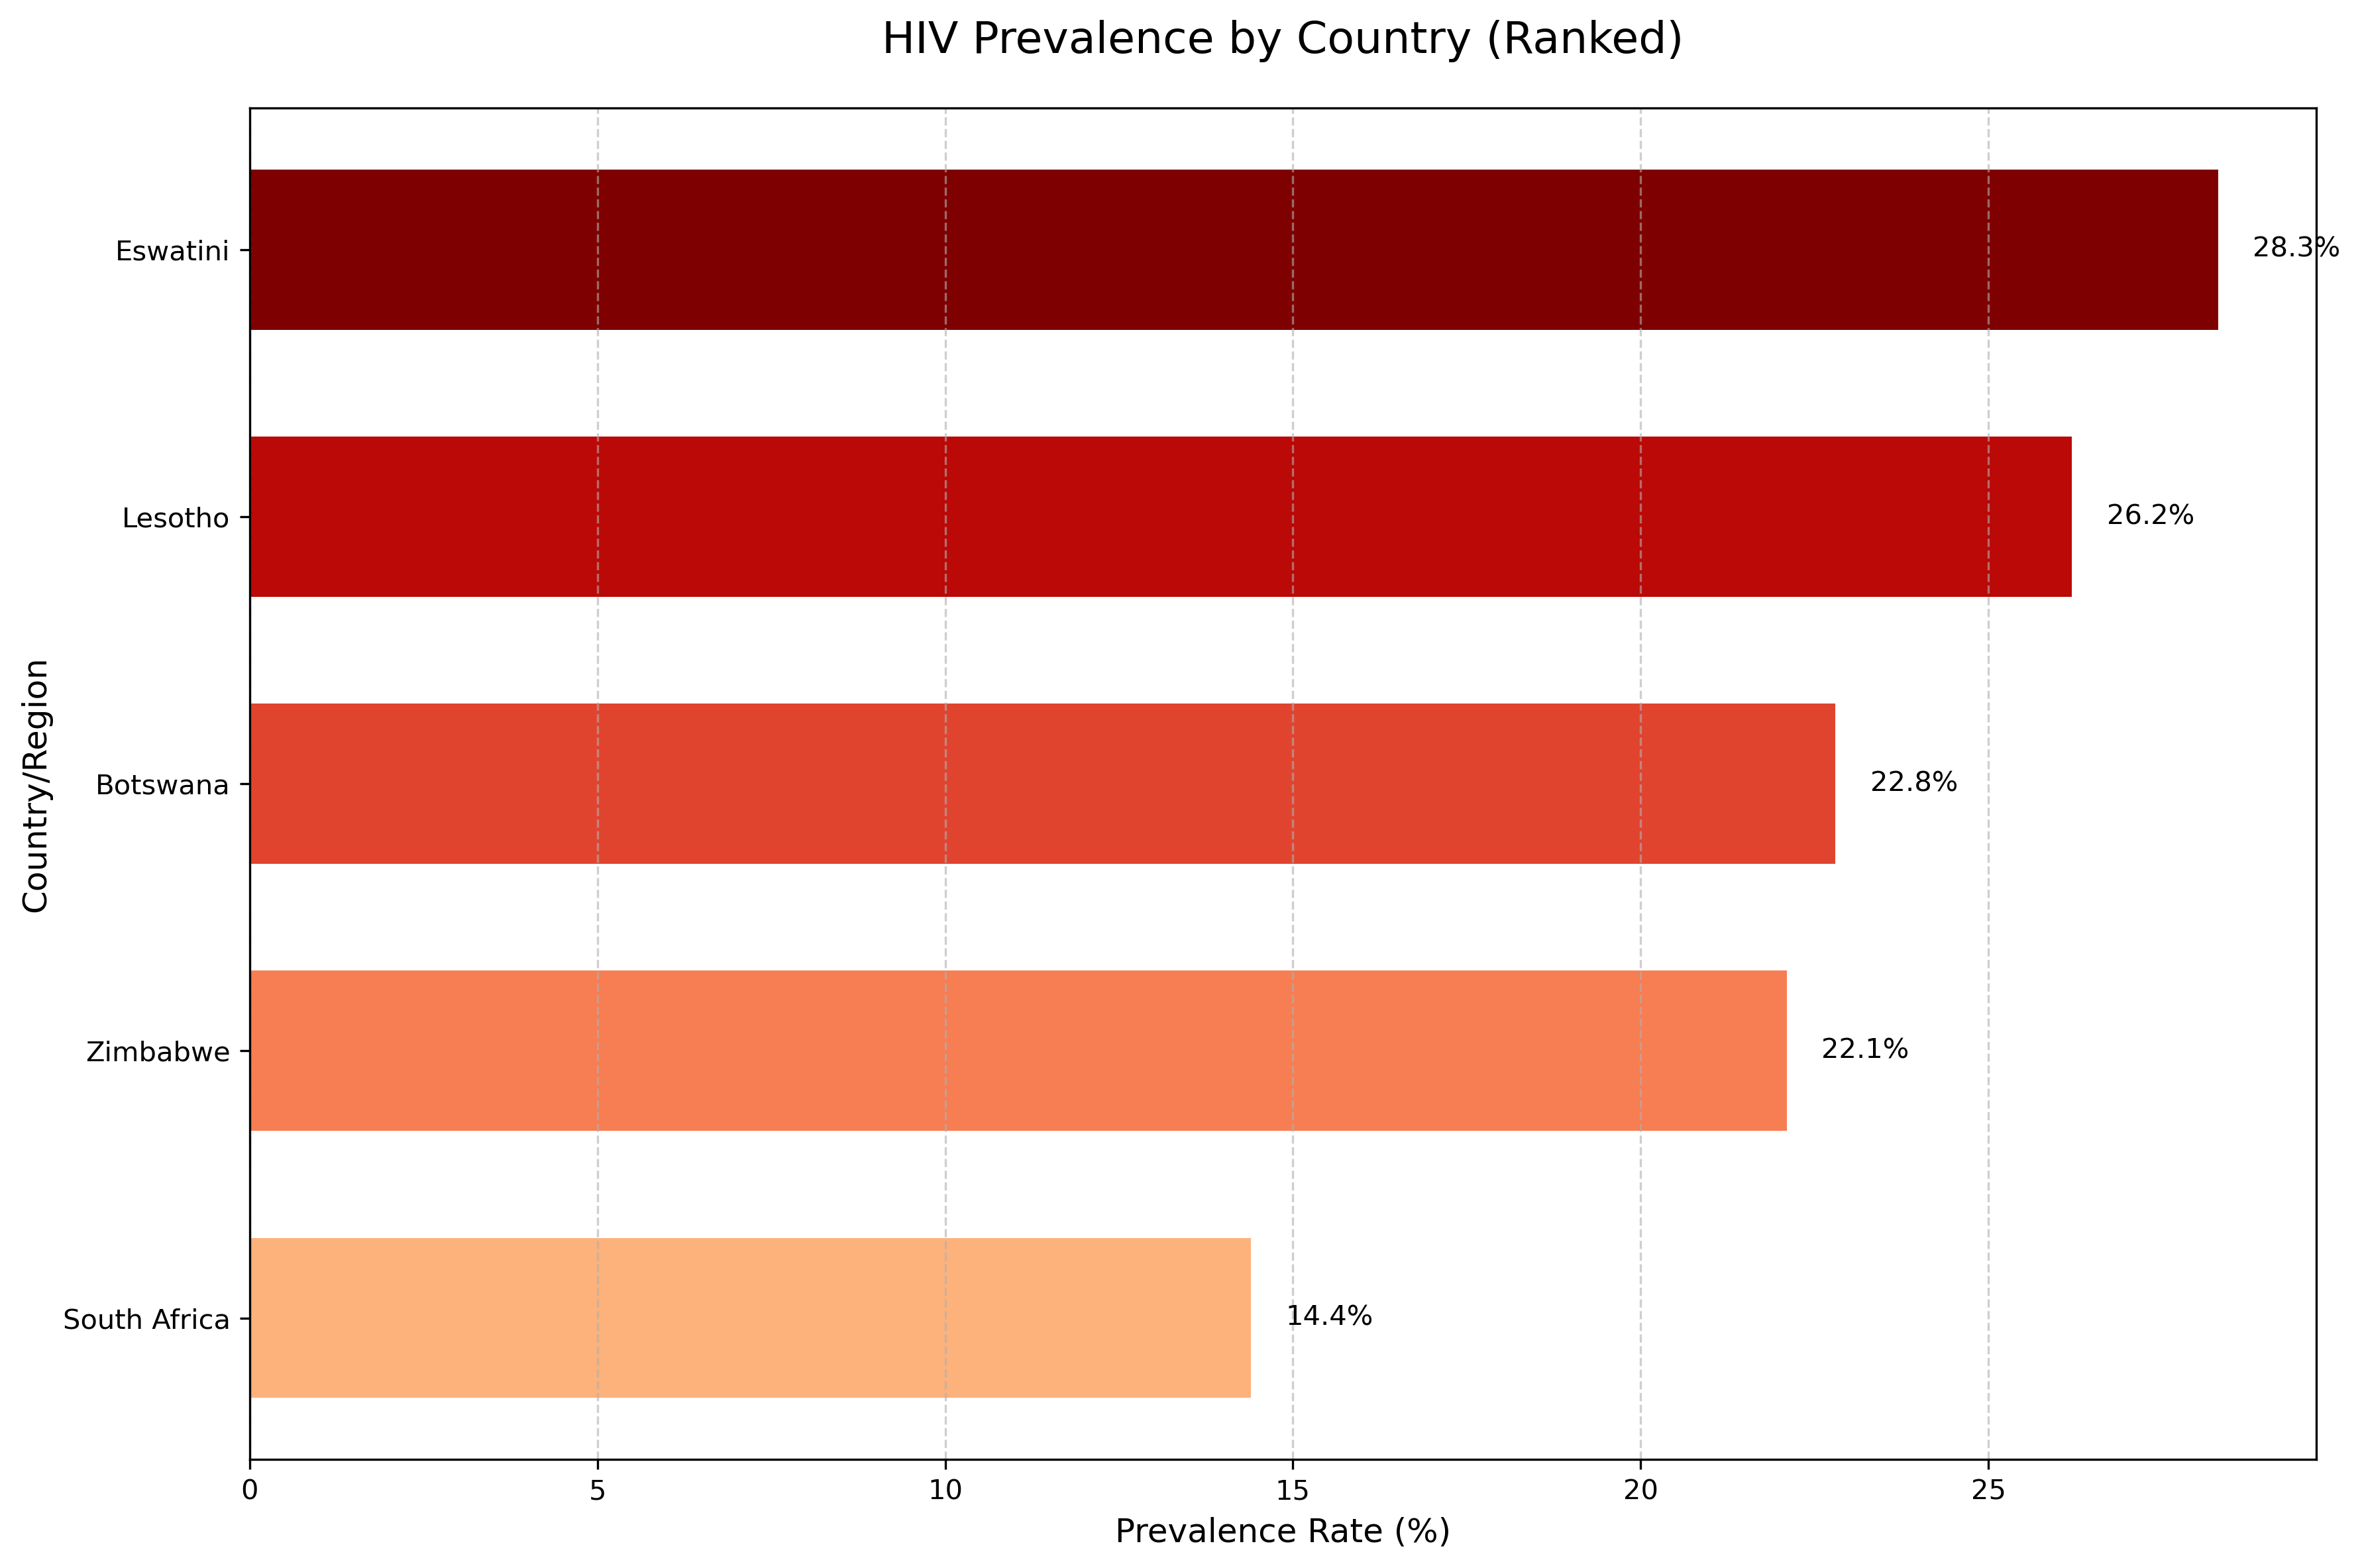 HIV Prevalence by Country (Ranked)
Country/Region
Eswatini
28.3%
Lesotho
26.2%
Botswana
22.8%
Zimbabwe
22.1%
South Africa
14.4%
0 5 10 15 20 25
Prevalence Rate (%)